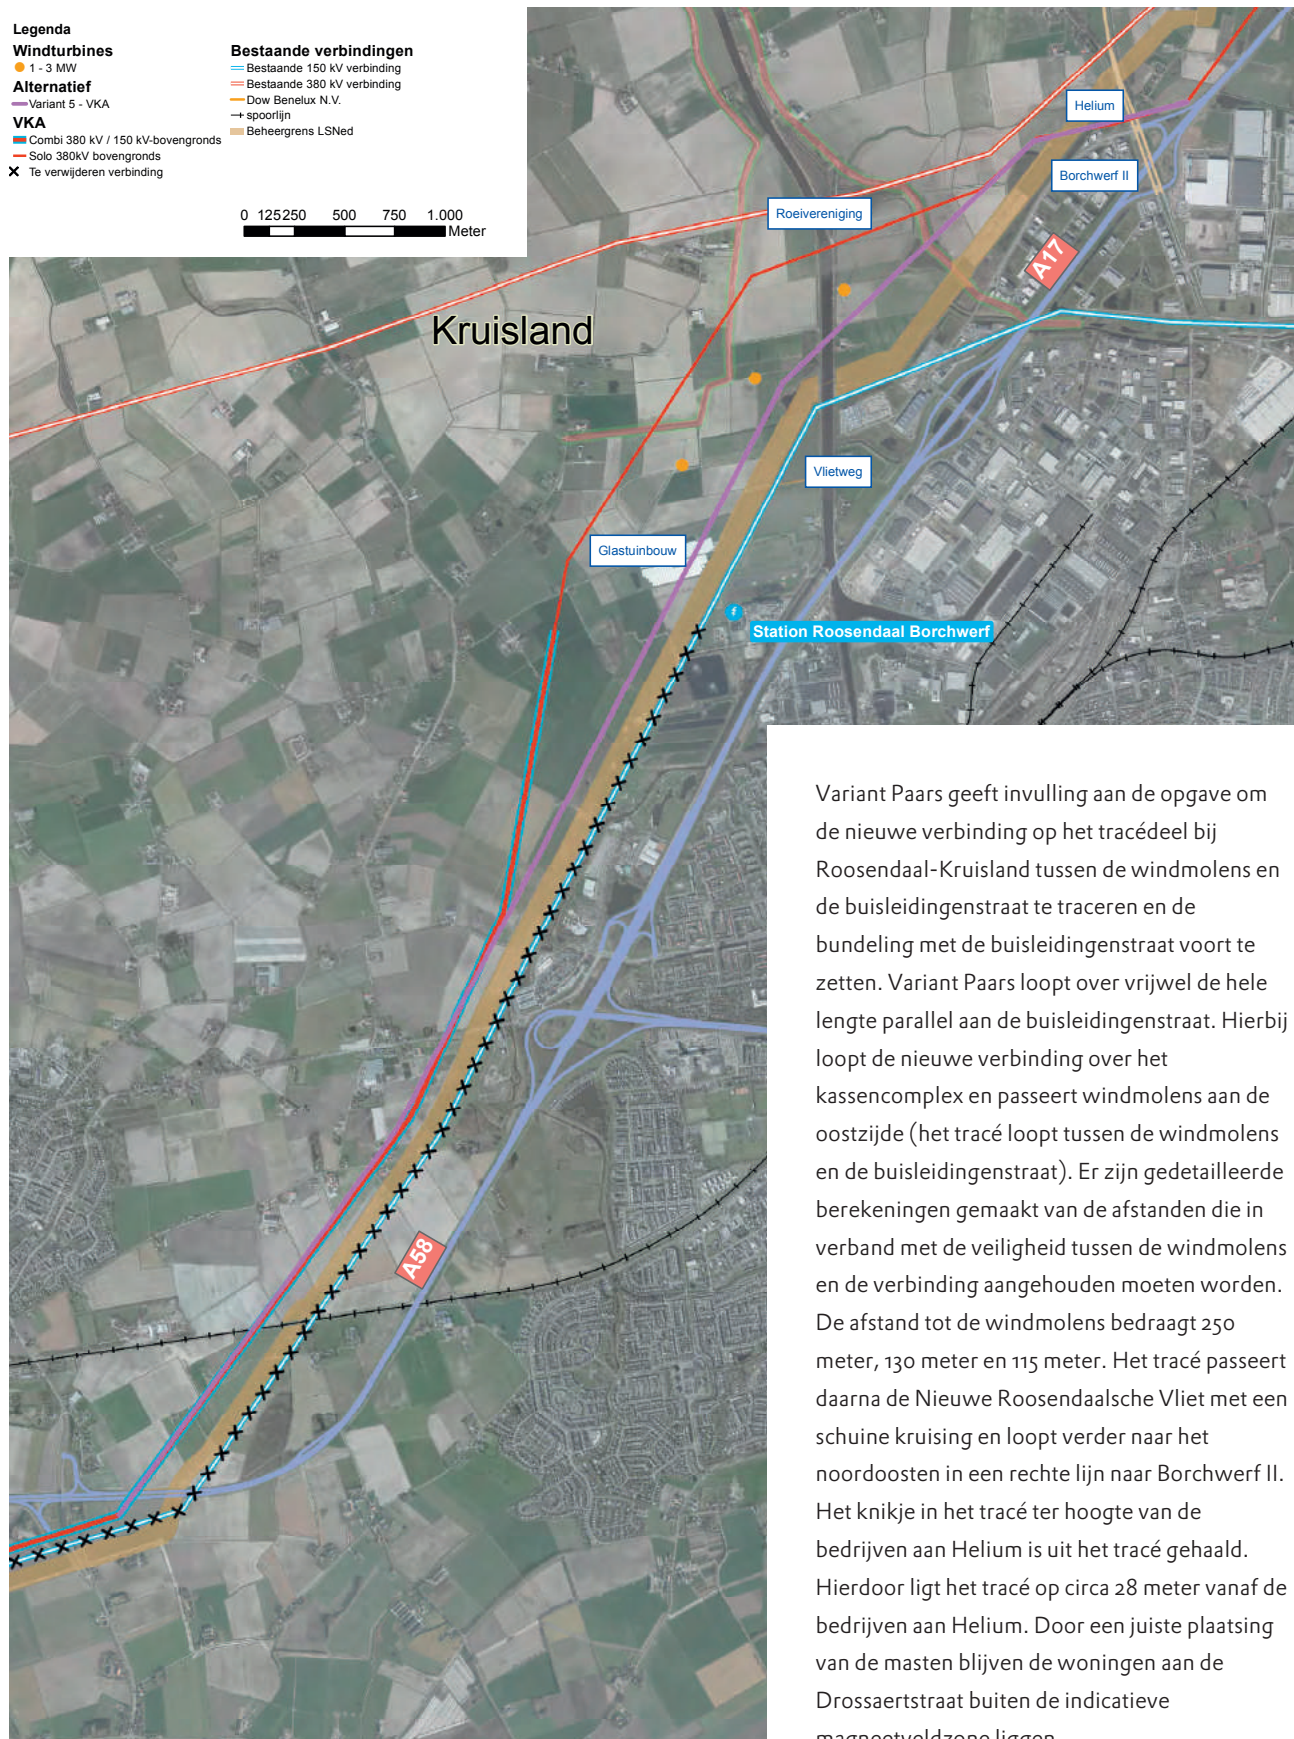 Legenda
Windturbines
1 - 3 MW
Alternatief
Variant 5 - VKA
VKA
Combi 380 kV / 150 kV-bovengronds
Solo 380kV bovengronds
Te verwijderen verbinding
Bestaande verbindingen
Bestaande 150 kV verbinding
Bestaande 380 kV verbinding
Dow Benelux N.V.
spoorlijn
Beheergrens LSNed
0 125 250 500 750 1.000
Meter
Helium
Borchwerf II
Roeivereniging
A17
Kruisland
Vlietweg
Glastuinbouw
Station Roosendaal Borchwerf
A58
Variant Paars geeft invulling aan de opgave om
de nieuwe verbinding op het tracédeel bij
Roosendaal-Kruisland tussen de windmolens en
de buisleidingenstraat te traceren en de
bundeling met de buisleidingenstraat voort te
zetten. Variant Paars loopt over vrijwel de hele
lengte parallel aan de buisleidingenstraat. Hierbij
loopt de nieuwe verbinding over het
kassencomplex en passeert windmolens aan de
oostzijde (het tracé loopt tussen de windmolens
en de buisleidingenstraat). Er zijn gedetailleerde
berekeningen gemaakt van de afstanden die in
verband met de veiligheid tussen de windmolens
en de verbinding aangehouden moeten worden.
De afstand tot de windmolens bedraagt 250
meter, 130 meter en 115 meter. Het tracé passeert
daarna de Nieuwe Roosendaalsche Vliet met een
schuine kruising en loopt verder naar het
noordoosten in een rechte lijn naar Borchwerf II.
Het knikje in het tracé ter hoogte van de
bedrijven aan Helium is uit het tracé gehaald.
Hierdoor ligt het tracé op circa 28 meter vanaf de
bedrijven aan Helium. Door een juiste plaatsing
van de masten blijven de woningen aan de
Drossaertstraat buiten de indicatieve
magneetveldzone liggen